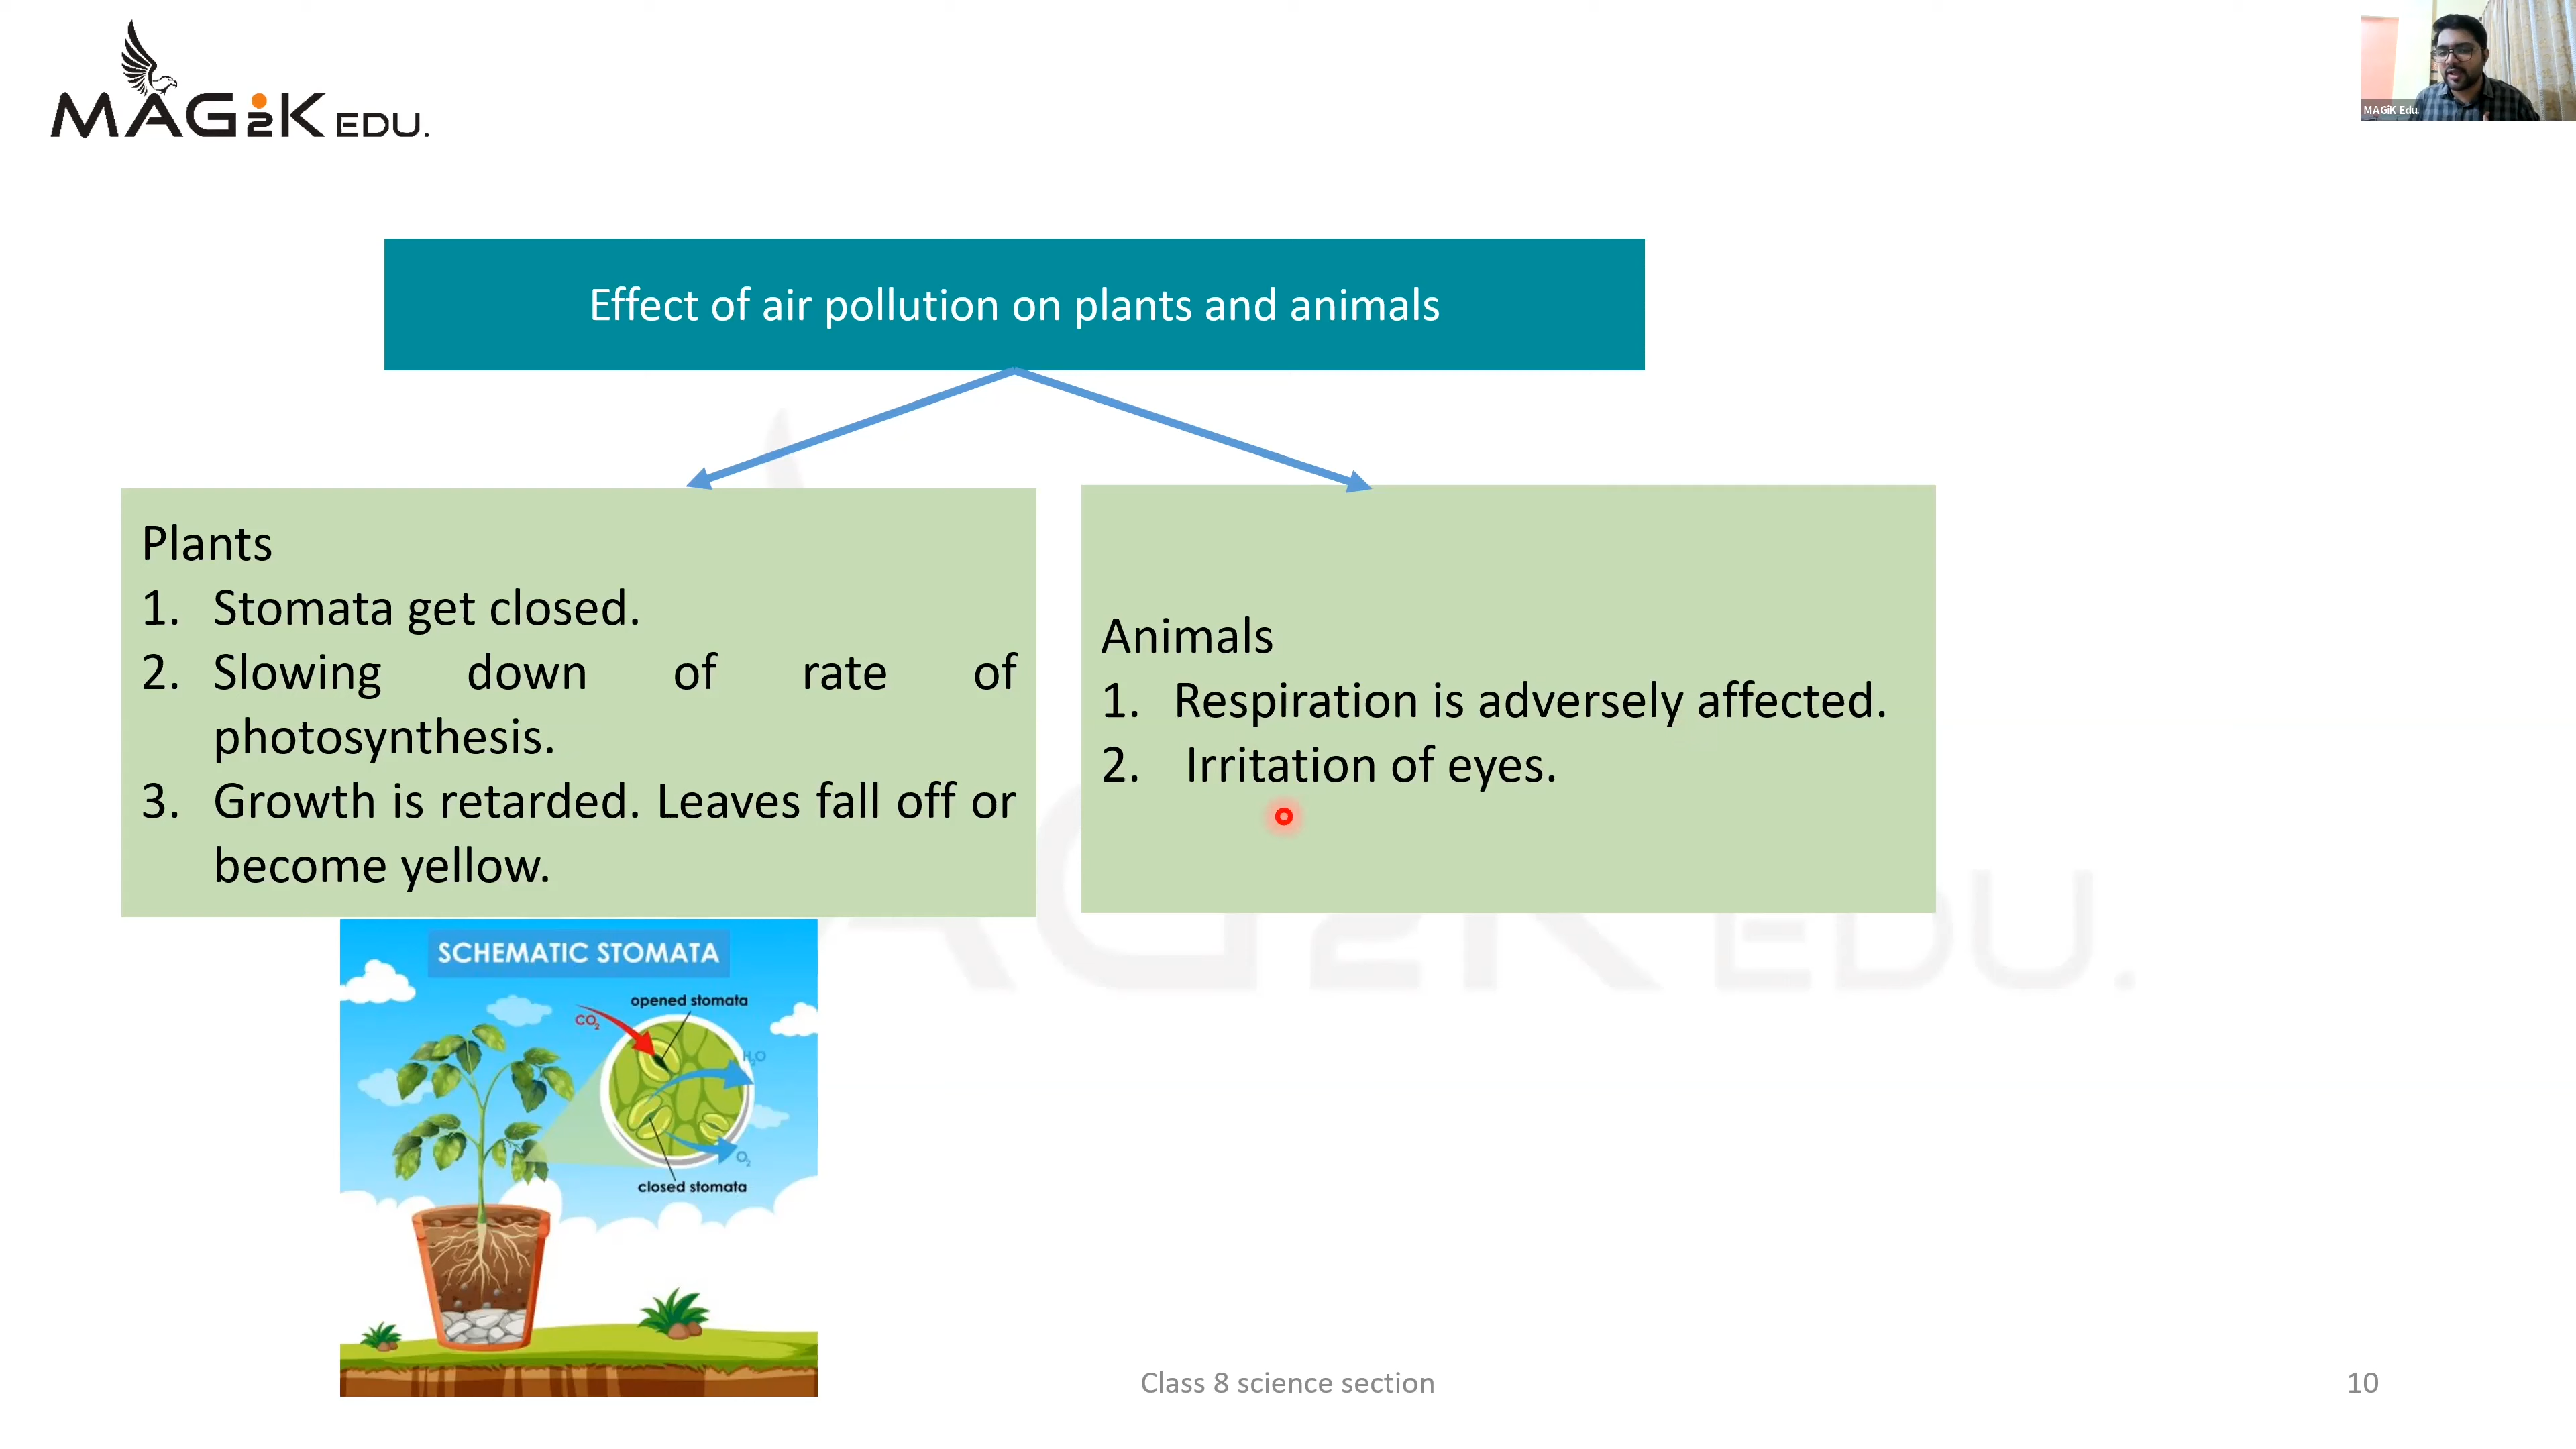 MAGiK EDU.
MAGiK Edu.
Effect of air pollution on plants and animals
Plants
1. Stomata get closed.
2. Slowing down of rate of
photosynthesis.
3. Growth is retarded. Leaves fall off or
become yellow.
Animals
1. Respiration is adversely affected.
2. Irritation of eyes.
SCHEMATIC STOMATA
opened stomata
CO₂
H₂O
O₂
closed stomata
Class 8 science section
10